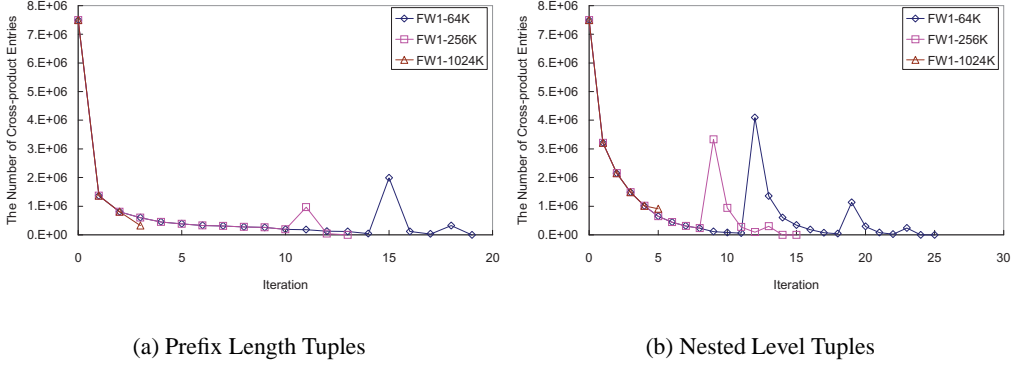 The Number of Cross-product Entries
8.E+06
7.E+06
6.E+06
5.E+06
4.E+06
3.E+06
2.E+06
1.E+06
0.E+00
0
5
10
15
20
Iteration
FW1-64K
FW1-256K
FW1-1024K
(a) Prefix Length Tuples
The Number of Cross-product Entries
8.E+06
7.E+06
6.E+06
5.E+06
4.E+06
3.E+06
2.E+06
1.E+06
0.E+00
0
5
10
15
20
25
30
Iteration
FW1-64K
FW1-256K
FW1-1024K
(b) Nested Level Tuples